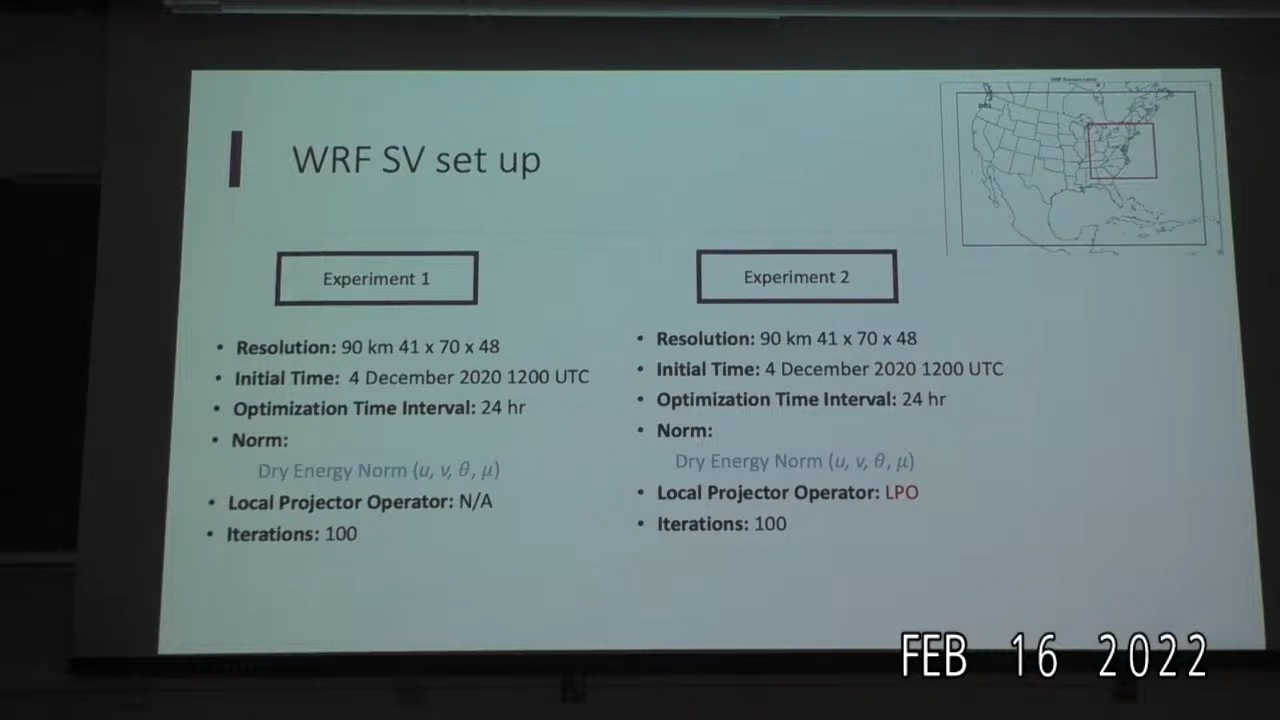 WRF SV set up
Experiment 1
• Resolution: 90 km 41 x 70 x 48
• Initial Time: 4 December 2020 1200 UTC
• Optimization Time Interval: 24 hr
• Norm:
Dry Energy Norm (u, v, θ, μ)
• Local Projector Operator: N/A
• Iterations: 100
Experiment 2
• Resolution: 90 km 41 x 70 x 48
• Initial Time: 4 December 2020 1200 UTC
• Optimization Time Interval: 24 hr
• Norm:
Dry Energy Norm (u, v, θ, μ)
• Local Projector Operator: LPO
• Iterations: 100
FEB 16 2022